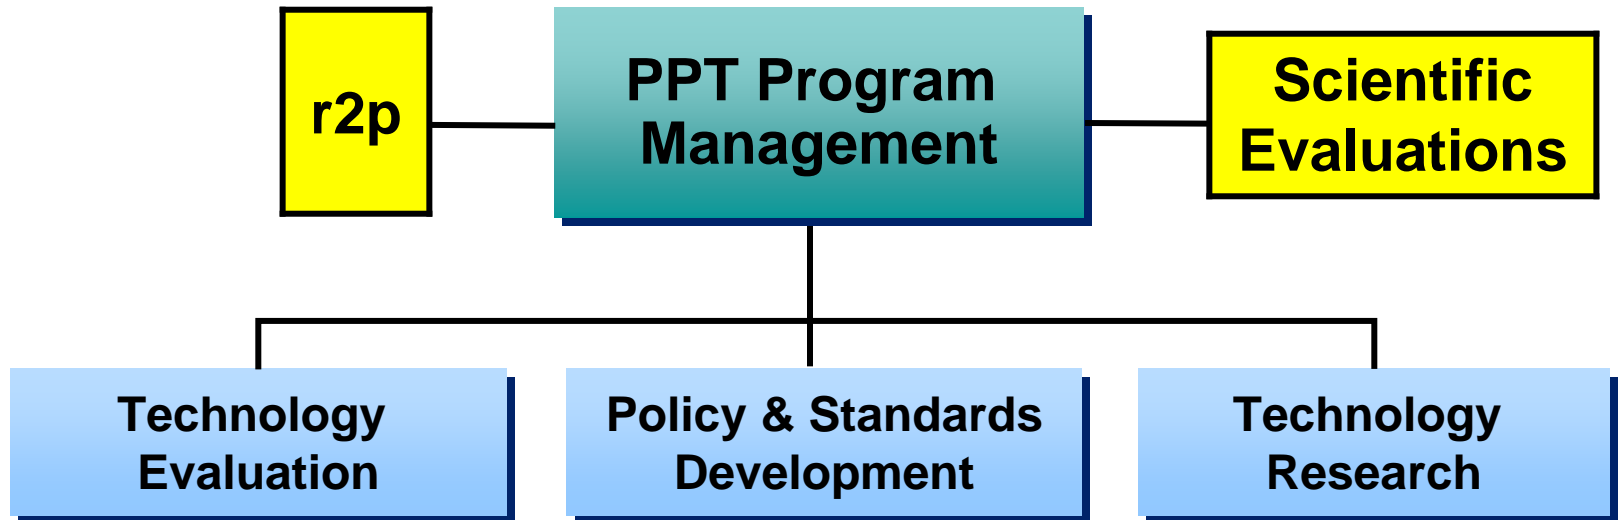 r2p
PPT Program
Management
Scientific
Evaluations
Technology
Evaluation
Policy & Standards
Development
Technology
Research